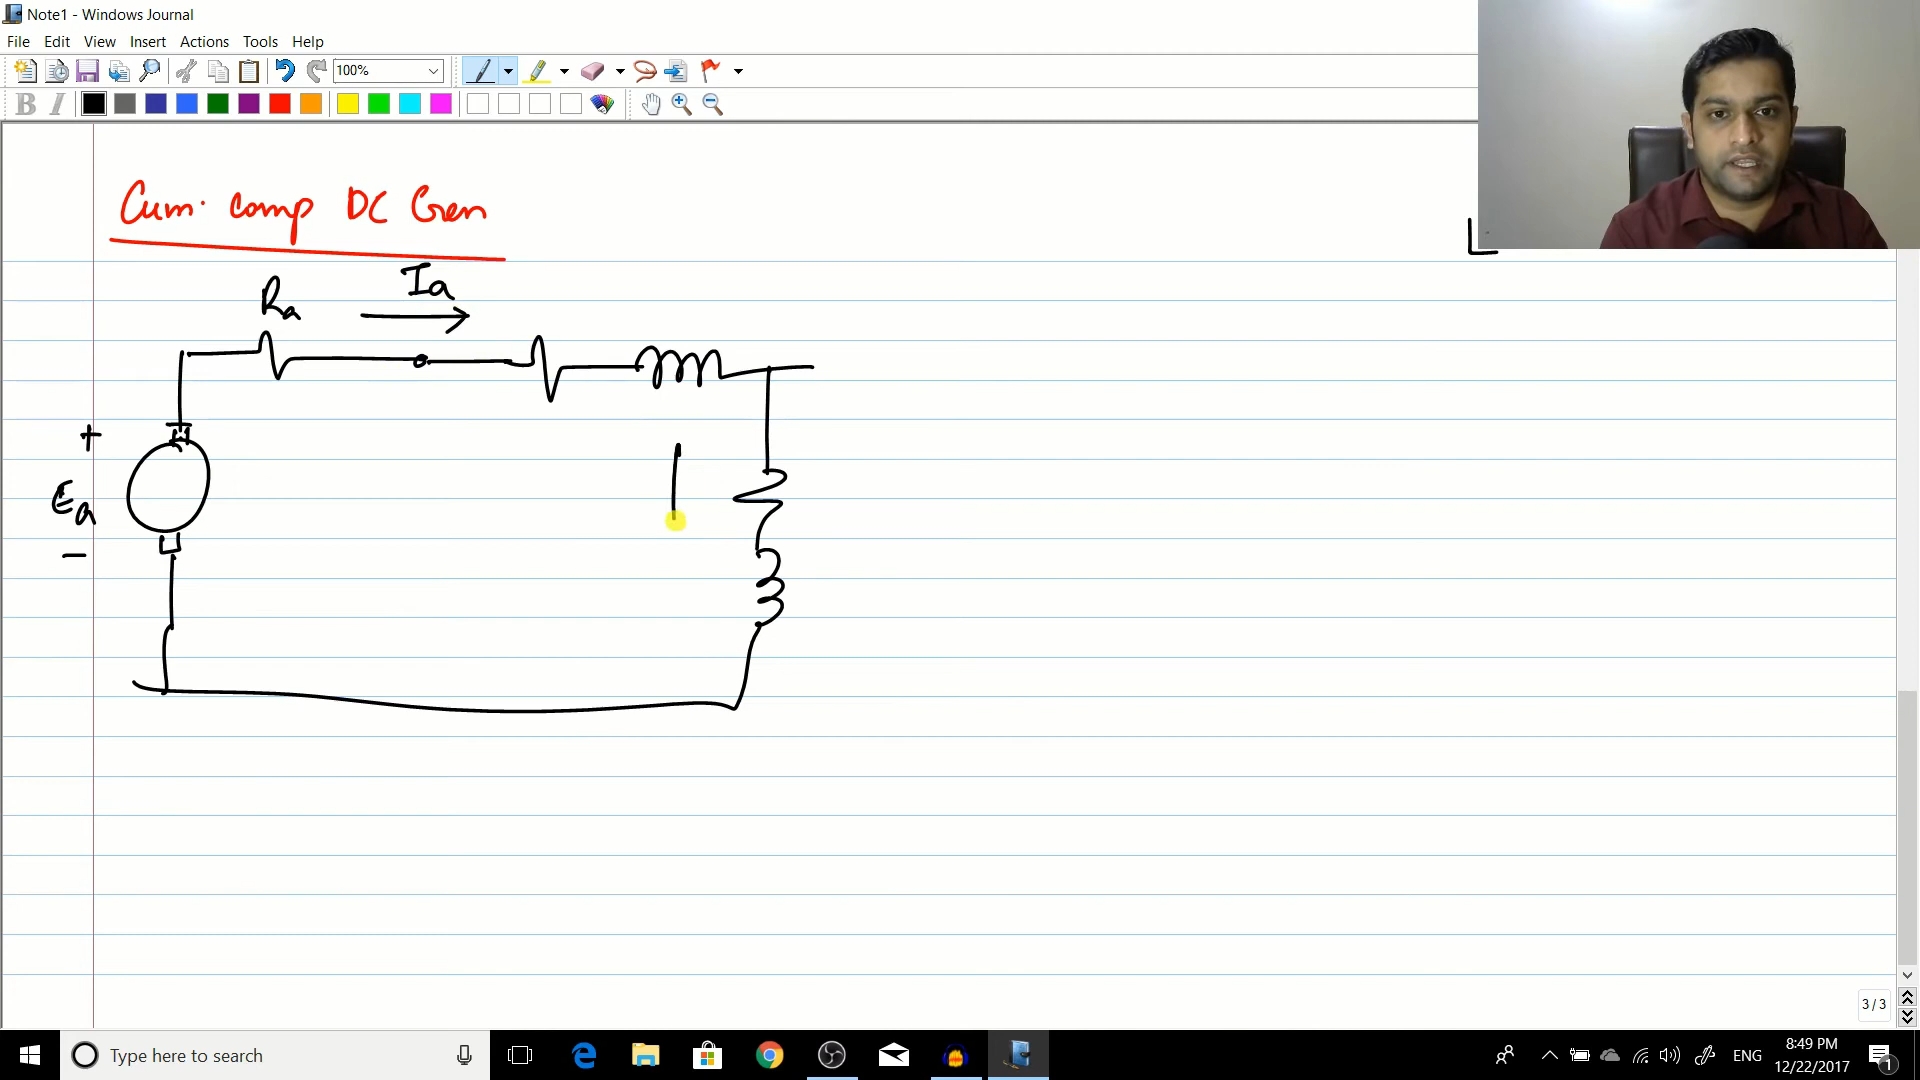 Note1 - Windows Journal
File Edit View Insert Actions Tools Help
100%
B I
Cum. comp DC Gen
Ra
Ia
+
Ea
−
3 / 3
Type here to search
ENG
8:49 PM
12/22/2017
1